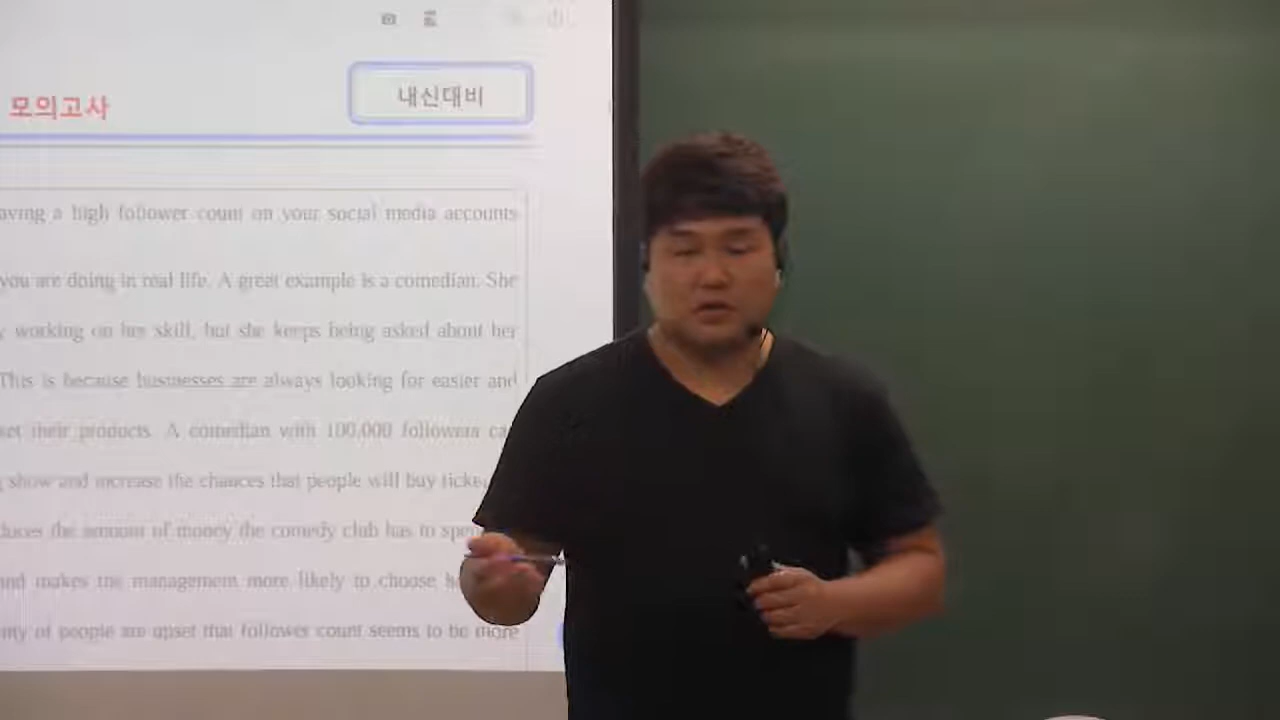 모의고사
내신대비
aving a high follower count on your social media accounts
you are doing in real life. A great example is a comedian. She
working on her skill, but she keeps being asked about her
This is because businesses are always looking for easier and
their products. A comedian with 100,000 followers ca
show and increase the chances that people will buy ticke
duces the amount of money the comedy club has to spen
and makes the management more likely to choose h
of people are upset that follower count seems to be more